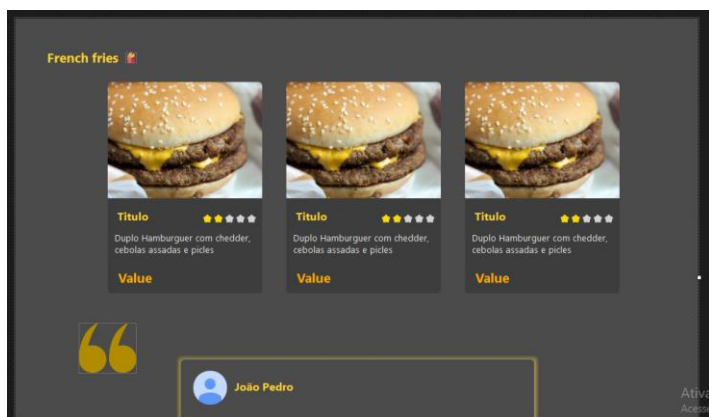 French fries
Titulo
Duplo Hamburguer com chedder,
cebolas assadas e picles
Value
Titulo
Duplo Hamburguer com chedder,
cebolas assadas e picles
Value
Titulo
Duplo Hamburguer com chedder,
cebolas assadas e picles
Value
“
João Pedro
Ativa
Acesse